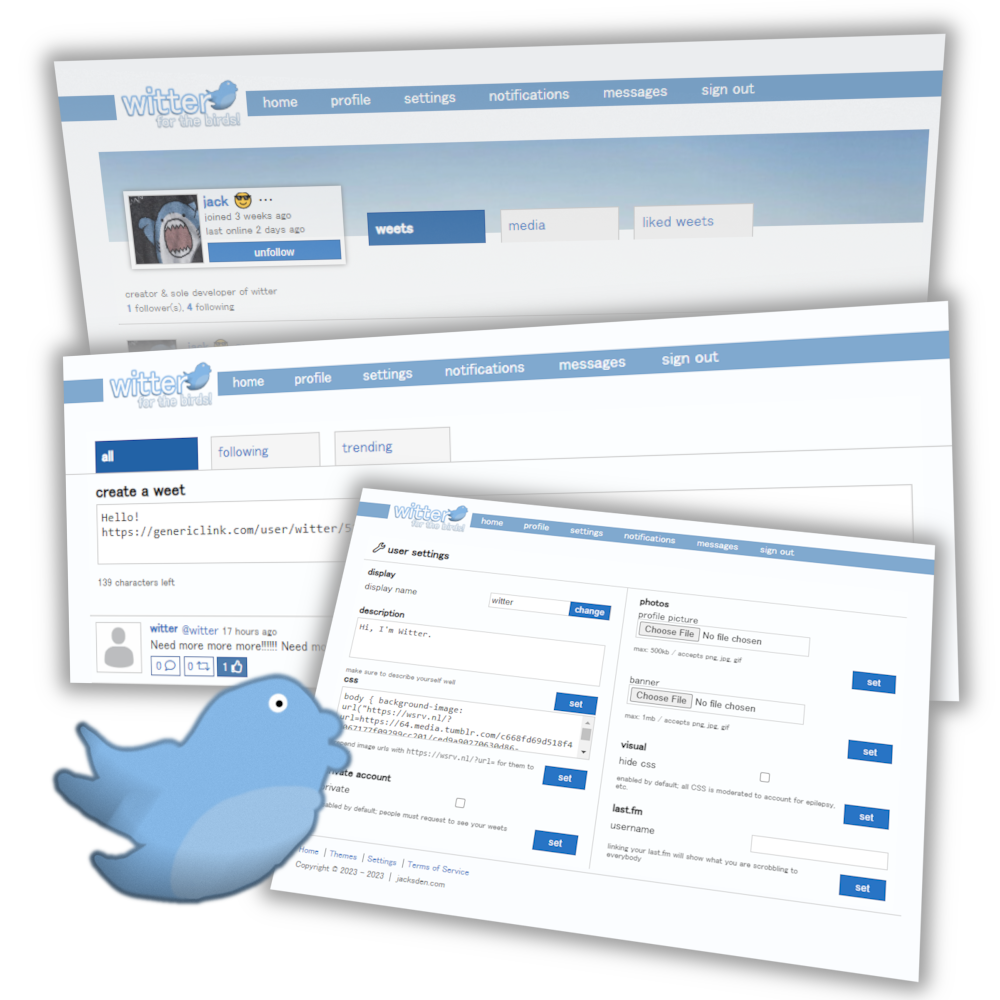 witter
for the birds!
home profile settings notifications messages sign out
jack
joined 3 weeks ago
last online 2 days ago
unfollow
weets media liked weets
creator & sole developer of witter
1 follower(s), 4 following
jack
witter
for the birds!
home profile settings notifications messages sign out
all following trending
create a weet
Hello!
https://genericlink.com/user/witter/5
139 characters left
witter @witter 17 hours ago
Need more more more!!!!!! Need
0 0 1
witter
for the birds!
home profile settings notifications messages sign out
user settings
display
display name witter change
description
Hi, I'm Witter.
make sure to describe yourself well
set
css
body { background-image:
url("https://wsrv.nl/?
url=https://64.media.tumblr.com/c668fd69d518f4
image urls with https://wsrv.nl/?url= for them to
set
account
private
enabled by default; people must request to see your weets
set
photos
profile picture
Choose File No file chosen
max: 500kb / accepts png, jpg, gif
set
banner
Choose File No file chosen
max: 1mb / accepts png, jpg, gif
set
visual
hide css
enabled by default, all CSS is moderated to account for epilepsy,
etc.
set
last.fm
username
linking your last.fm will show what you are scrobbling to
everybody
set
Home | Themes | Settings | Terms of Service
Copyright © 2023 - 2023 | jacksden.com